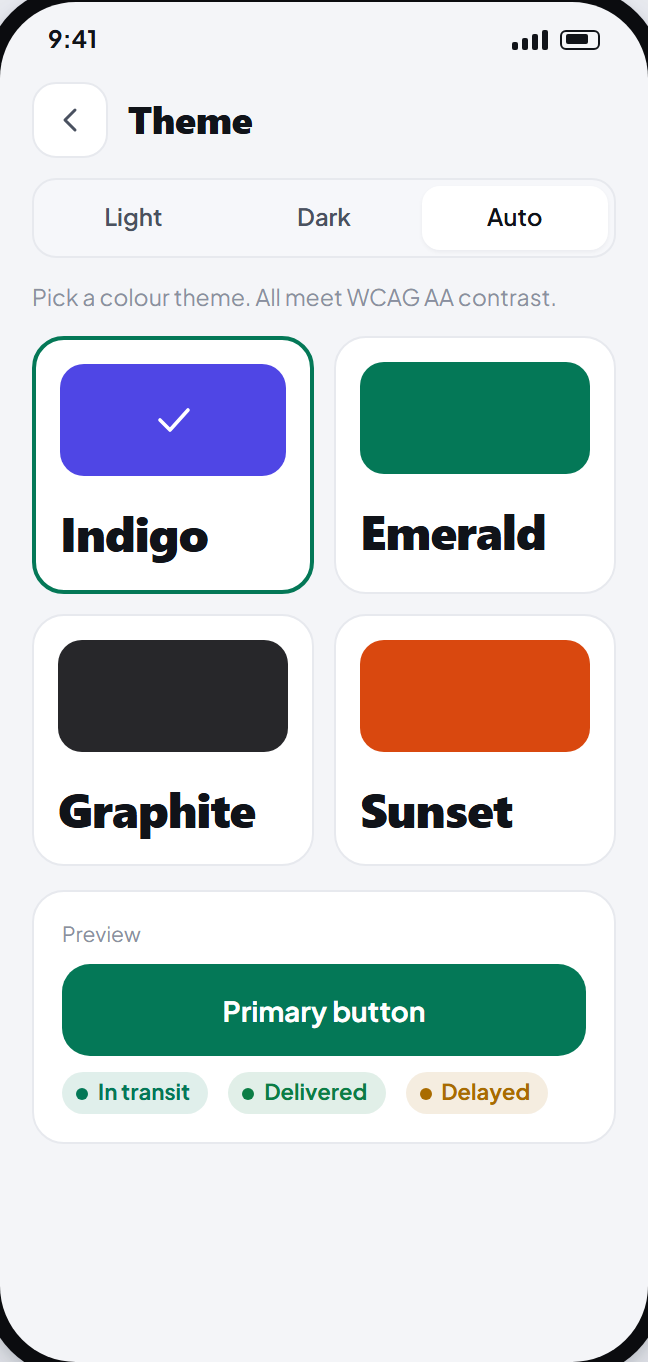 9:41
Theme
Light Dark Auto
Pick a colour theme. All meet WCAG AA contrast.
Indigo Emerald
Graphite Sunset
Preview
Primary button
In transit Delivered Delayed